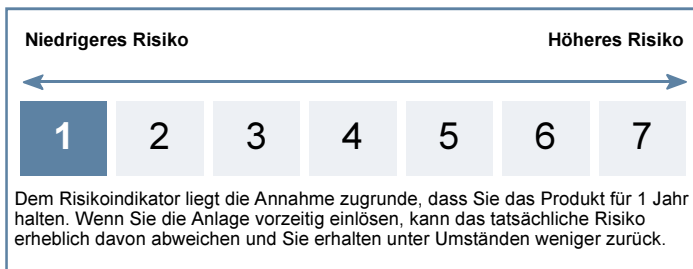 Niedrigeres Risiko Höheres Risiko
1 2 3 4 5 6 7
Dem Risikoindikator liegt die Annahme zugrunde, dass Sie das Produkt für 1 Jahr
halten. Wenn Sie die Anlage vorzeitig einlösen, kann das tatsächliche Risiko
erheblich davon abweichen und Sie erhalten unter Umständen weniger zurück.